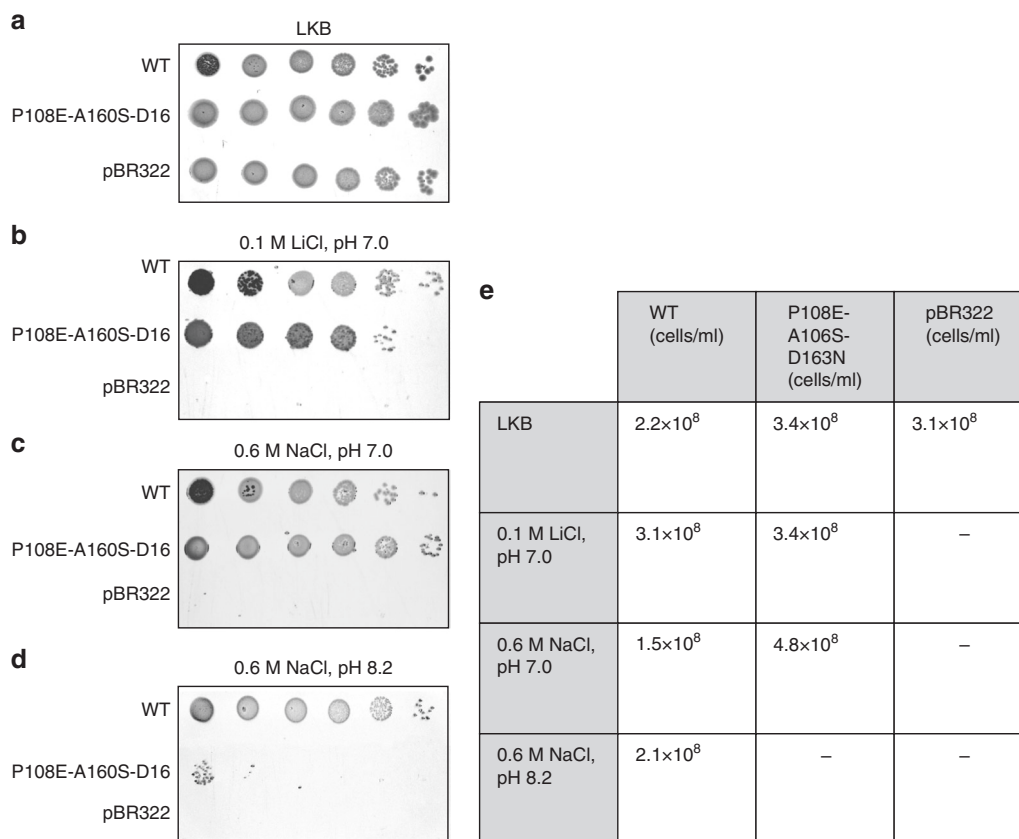 a
LKB
WT
P108E-A160S-D16
pBR322
b
0.1 M LiCl, pH 7.0
WT
P108E-A160S-D16
pBR322
c
0.6 M NaCl, pH 7.0
WT
P108E-A160S-D16
pBR322
d
0.6 M NaCl, pH 8.2
WT
P108E-A160S-D16
pBR322
e
WT
(cells/ml)
P108E-
A106S-
D163N
(cells/ml)
pBR322
(cells/ml)
LKB
2.2×10⁸
3.4×10⁸
3.1×10⁸
0.1 M LiCl,
pH 7.0
3.1×10⁸
3.4×10⁸
–
0.6 M NaCl,
pH 7.0
1.5×10⁸
4.8×10⁸
–
0.6 M NaCl,
pH 8.2
2.1×10⁸
–
–